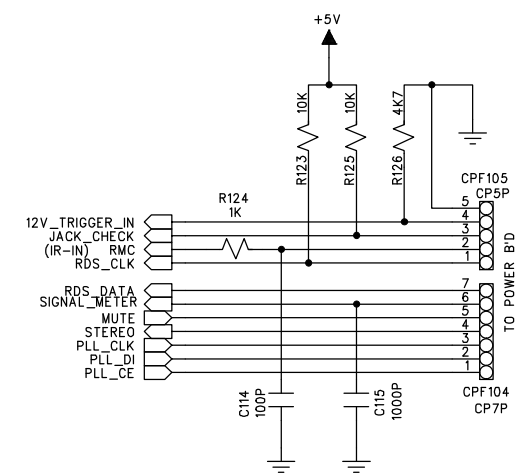 +5V
10K
10K
4K7
R123
R125
R126
R124
1K
CPF105
CP5P
12V_TRIGGER_IN
JACK_CHECK
(IR-IN) RMC
RDS_CLK
5
4
3
2
1
RDS_DATA
SIGNAL_METER
MUTE
STEREO
PLL_CLK
PLL_DI
PLL_CE
7
6
5
4
3
2
1
TO POWER B'D
CPF104
CP7P
C114
100P
C115
1000P